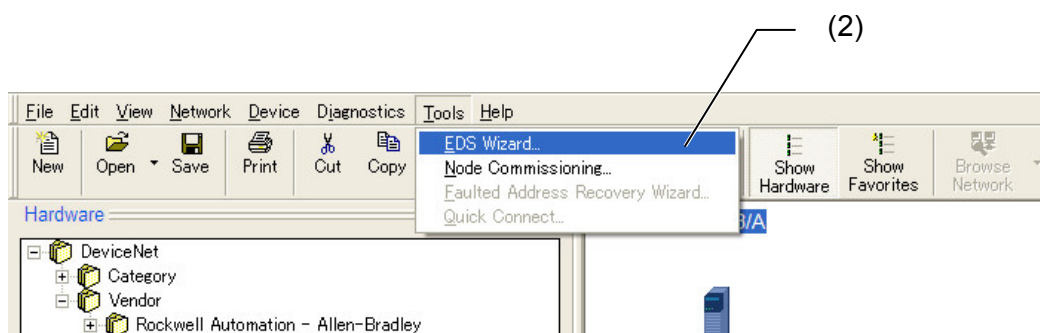 (2)
File Edit View Network Device Diagnostics Tools Help
New Open Save Print Cut Copy Show Hardware Show Favorites Browse Network
EDS Wizard...
Node Commissioning...
Faulted Address Recovery Wizard...
Quick Connect...
Hardware
/A
DeviceNet
Category
Vendor
Rockwell Automation - Allen-Bradley